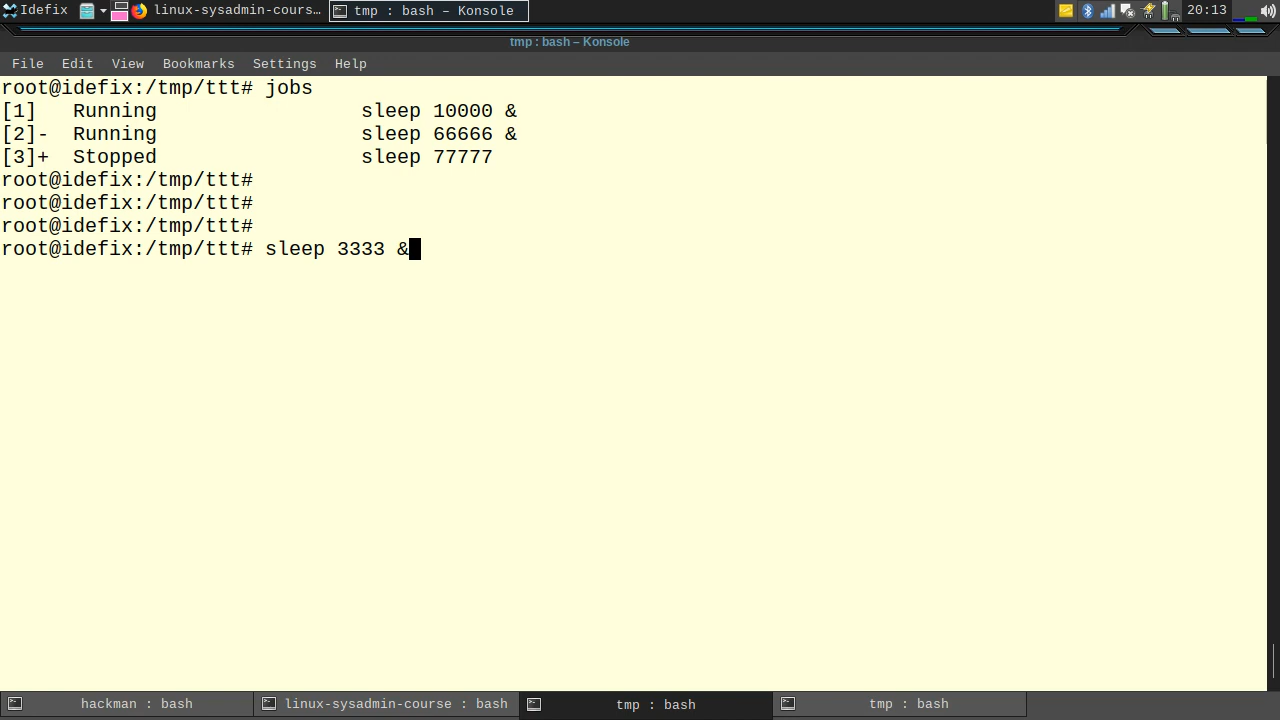 Idefix linux-sysadmin-cours… tmp : bash – Konsole 20:13
tmp : bash – Konsole
File Edit View Bookmarks Settings Help
root@idefix:/tmp/ttt# jobs
[1]   Running                 sleep 10000 &
[2]-  Running                 sleep 66666 &
[3]+  Stopped                 sleep 77777
root@idefix:/tmp/ttt#
root@idefix:/tmp/ttt#
root@idefix:/tmp/ttt#
root@idefix:/tmp/ttt# sleep 3333 &
hackman : bash linux-sysadmin-course : bash tmp : bash tmp : bash